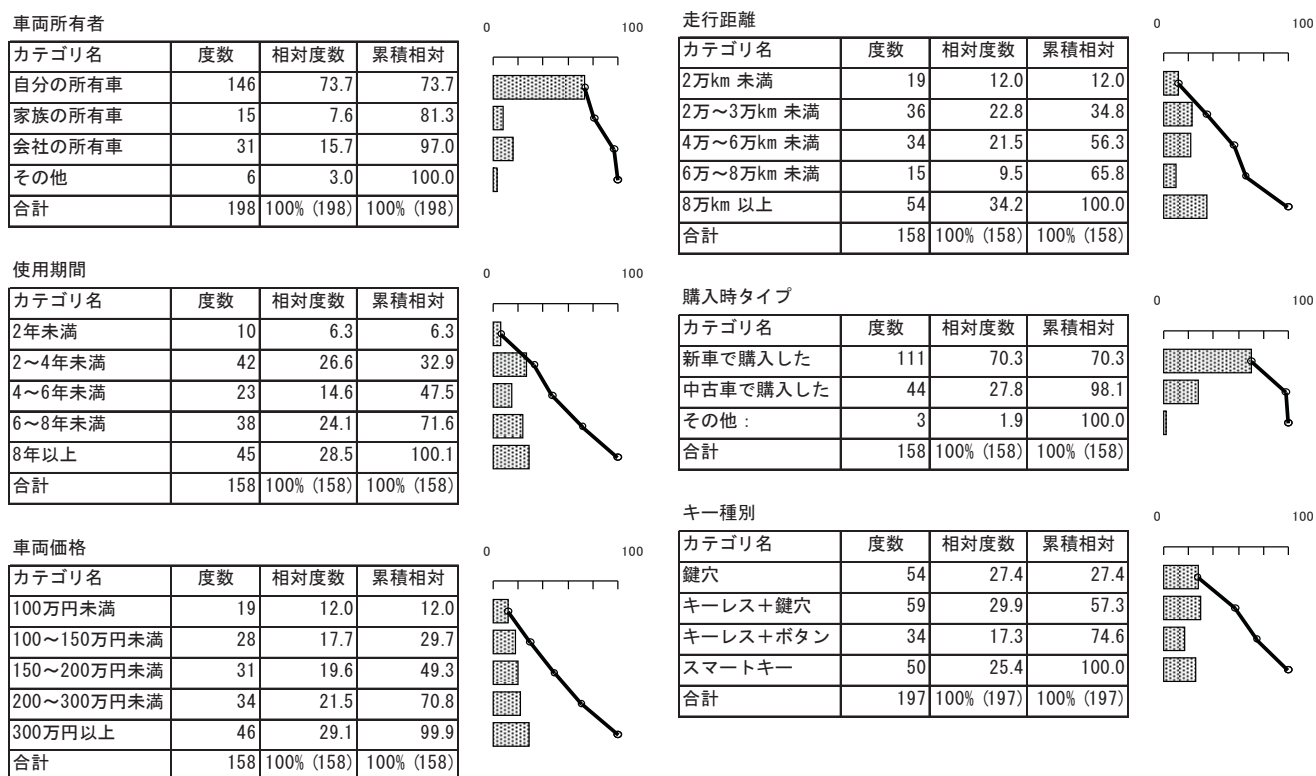 車両所有者
0 100
カテゴリ名 度数 相対度数 累積相対
自分の所有車 146 73.7 73.7
家族の所有車 15 7.6 81.3
会社の所有車 31 15.7 97.0
その他 6 3.0 100.0
合計 198 100% (198) 100% (198)
使用期間
0 100
カテゴリ名 度数 相対度数 累積相対
2年未満 10 6.3 6.3
2～4年未満 42 26.6 32.9
4～6年未満 23 14.6 47.5
6～8年未満 38 24.1 71.6
8年以上 45 28.5 100.1
合計 158 100% (158) 100% (158)
車両価格
0 100
カテゴリ名 度数 相対度数 累積相対
100万円未満 19 12.0 12.0
100～150万円未満 28 17.7 29.7
150～200万円未満 31 19.6 49.3
200～300万円未満 34 21.5 70.8
300万円以上 46 29.1 99.9
合計 158 100% (158) 100% (158)
走行距離
0 100
カテゴリ名 度数 相対度数 累積相対
2万km 未満 19 12.0 12.0
2万～3万km 未満 36 22.8 34.8
4万～6万km 未満 34 21.5 56.3
6万～8万km 未満 15 9.5 65.8
8万km 以上 54 34.2 100.0
合計 158 100% (158) 100% (158)
購入時タイプ
0 100
カテゴリ名 度数 相対度数 累積相対
新車で購入した 111 70.3 70.3
中古車で購入した 44 27.8 98.1
その他： 3 1.9 100.0
合計 158 100% (158) 100% (158)
キー種別
0 100
カテゴリ名 度数 相対度数 累積相対
鍵穴 54 27.4 27.4
キーレス＋鍵穴 59 29.9 57.3
キーレス＋ボタン 34 17.3 74.6
スマートキー 50 25.4 100.0
合計 197 100% (197) 100% (197)